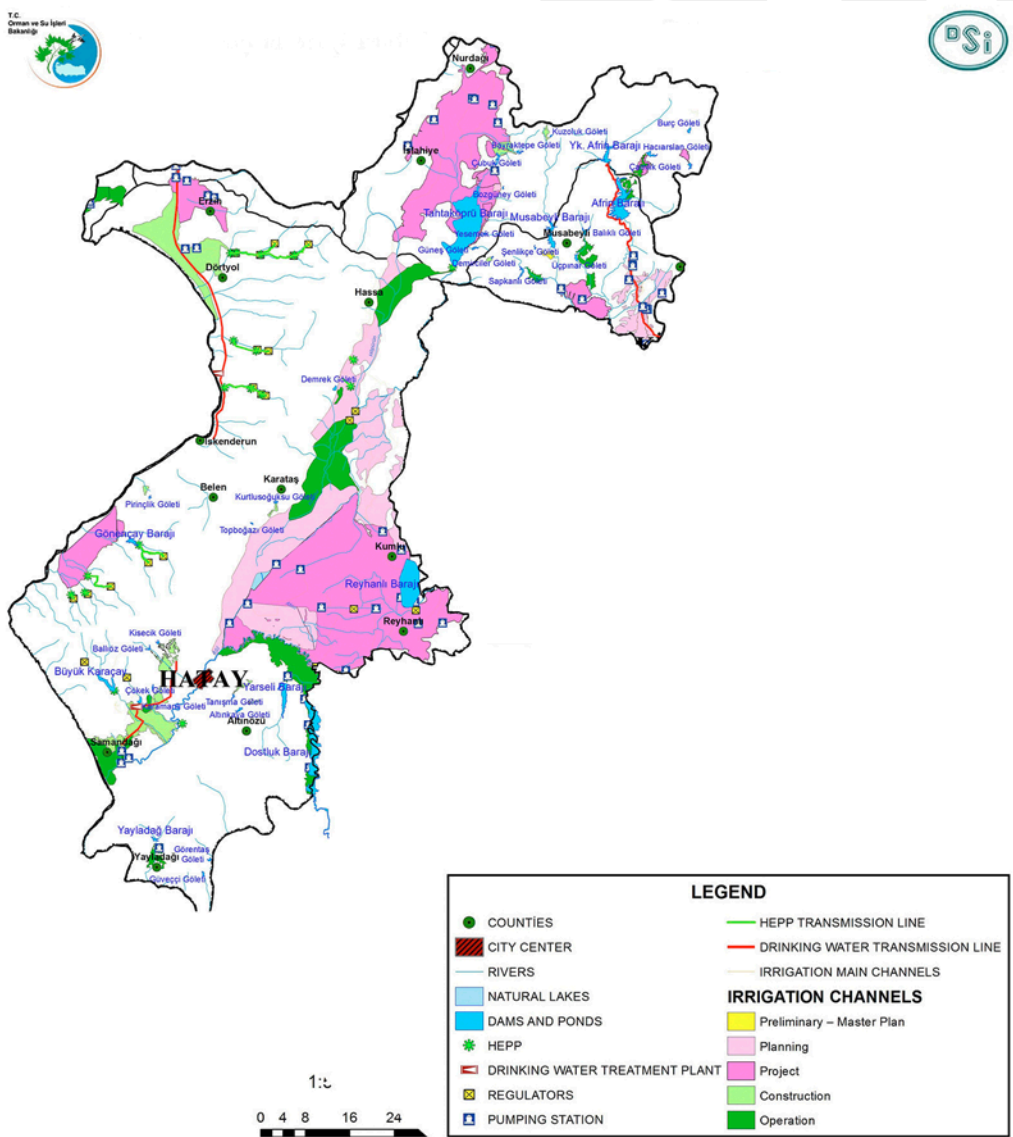 T.C.
Orman ve Su İşleri
Bakanlığı
DSi
Nurdağı
Burç Göleti
Kuzoluk Göleti
Bayraktepe Göleti
Yk. Afrin Barajı
Hacıarslan Göleti
Islahiye
Çubuk Göleti
Bozgüney Göleti
Afrin Barajı
Erzin
Tahtaköprü Barajı
Musabeyli Barajı
Yesemek Göleti
Musabeyli
Balıklı Göleti
Güneş Göleti
Şenlikçe Göleti
Demirciler Göleti
Üçpınar Göleti
Dörtyol
Sapkanlı Göleti
Hassa
Demrek Göleti
İskenderun
Karataş
Belen
Kurtlusoğuksu Göleti
Pirinçlik Göleti
Topboğazı Göleti
Gönençay Barajı
Kumlu
Reyhanlı Barajı
Reyhanlı
Kisecik Göleti
Ballıöz Göleti
Büyük Karaçay
HATAY
Yarseli Barajı
Çökek Göleti
Karamanlı Göleti
Tanışma Göleti
Altınkaya Göleti
Altınözü
Samandağı
Dostluk Barajı
Yayladağ Barajı
Görentaş
Göleti
Yayladağı
Güveççi Göleti
LEGEND
COUNTİES
HEPP TRANSMISSION LINE
CITY CENTER
DRINKING WATER TRANSMISSION LINE
RIVERS
IRRIGATION MAIN CHANNELS
NATURAL LAKES
IRRIGATION CHANNELS
DAMS AND PONDS
Preliminary – Master Plan
HEPP
Planning
DRINKING WATER TREATMENT PLANT
Project
REGULATORS
Construction
PUMPING STATION
Operation
0 4 8 16 24